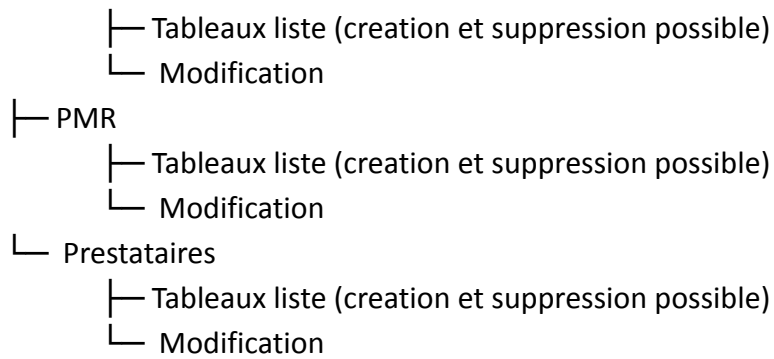 ├── Tableaux liste (creation et suppression possible)
└── Modification
├── PMR
├── Tableaux liste (creation et suppression possible)
└── Modification
└── Prestataires
├── Tableaux liste (creation et suppression possible)
└── Modification